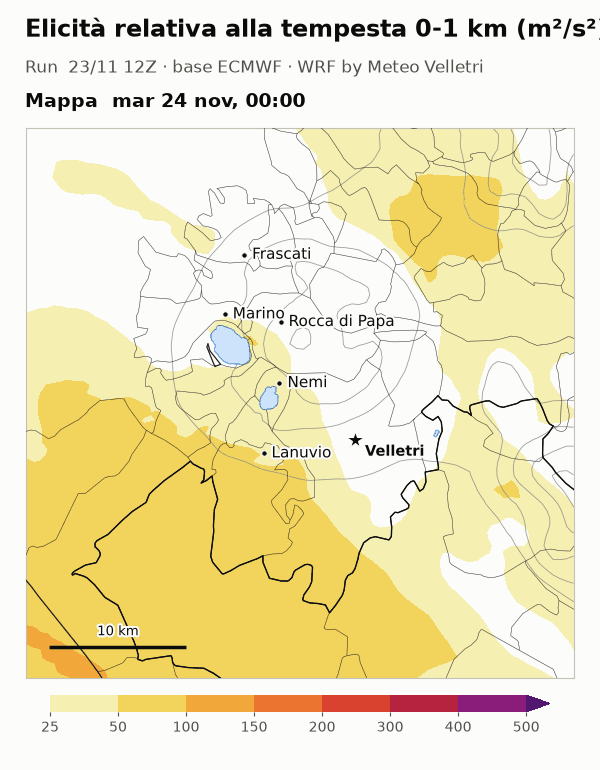 Elicità relativa alla tempesta 0-1 km (m²/s²)
Run 23/11 12Z · base ECMWF · WRF by Meteo Velletri
Mappa mar 24 nov, 00:00
Frascati
Marino
Rocca di Papa
Nemi
Velletri
Lanuvio
10 km
25 50 100 150 200 300 400 500